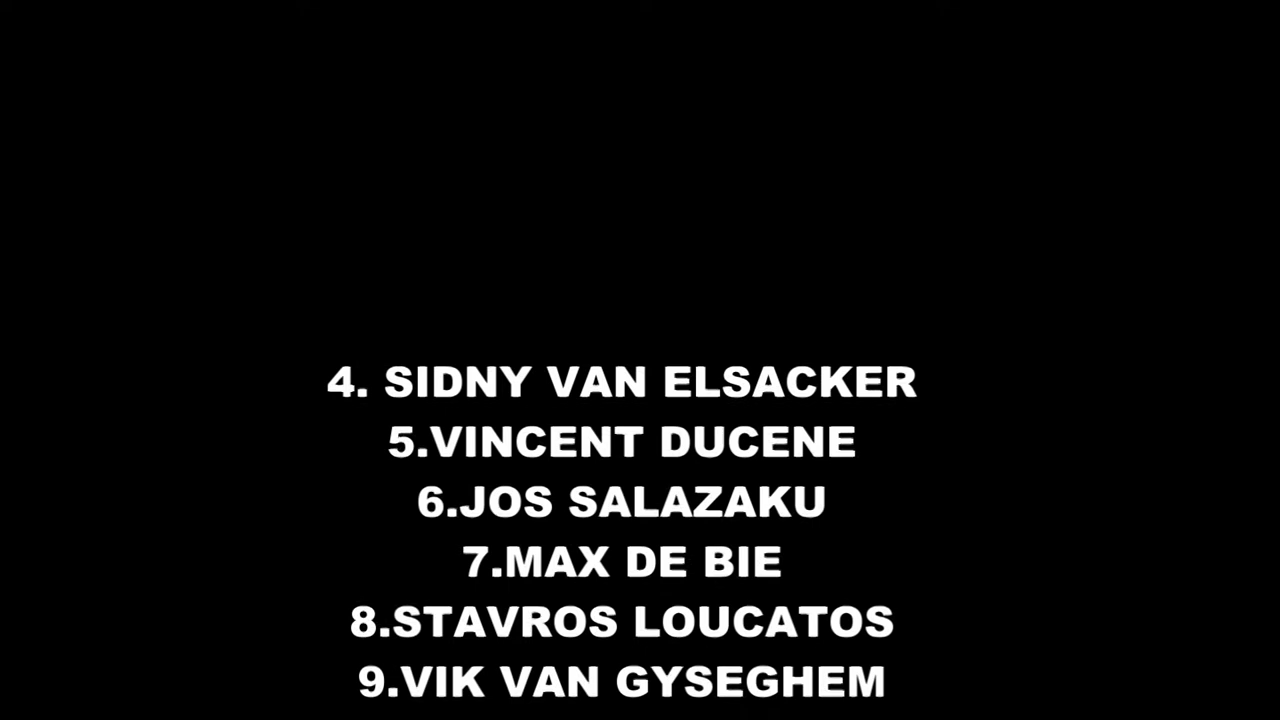 4. SIDNY VAN ELSACKER
5.VINCENT DUCENE
6.JOS SALAZAKU
7.MAX DE BIE
8.STAVROS LOUCATOS
9.VIK VAN GYSEGHEM